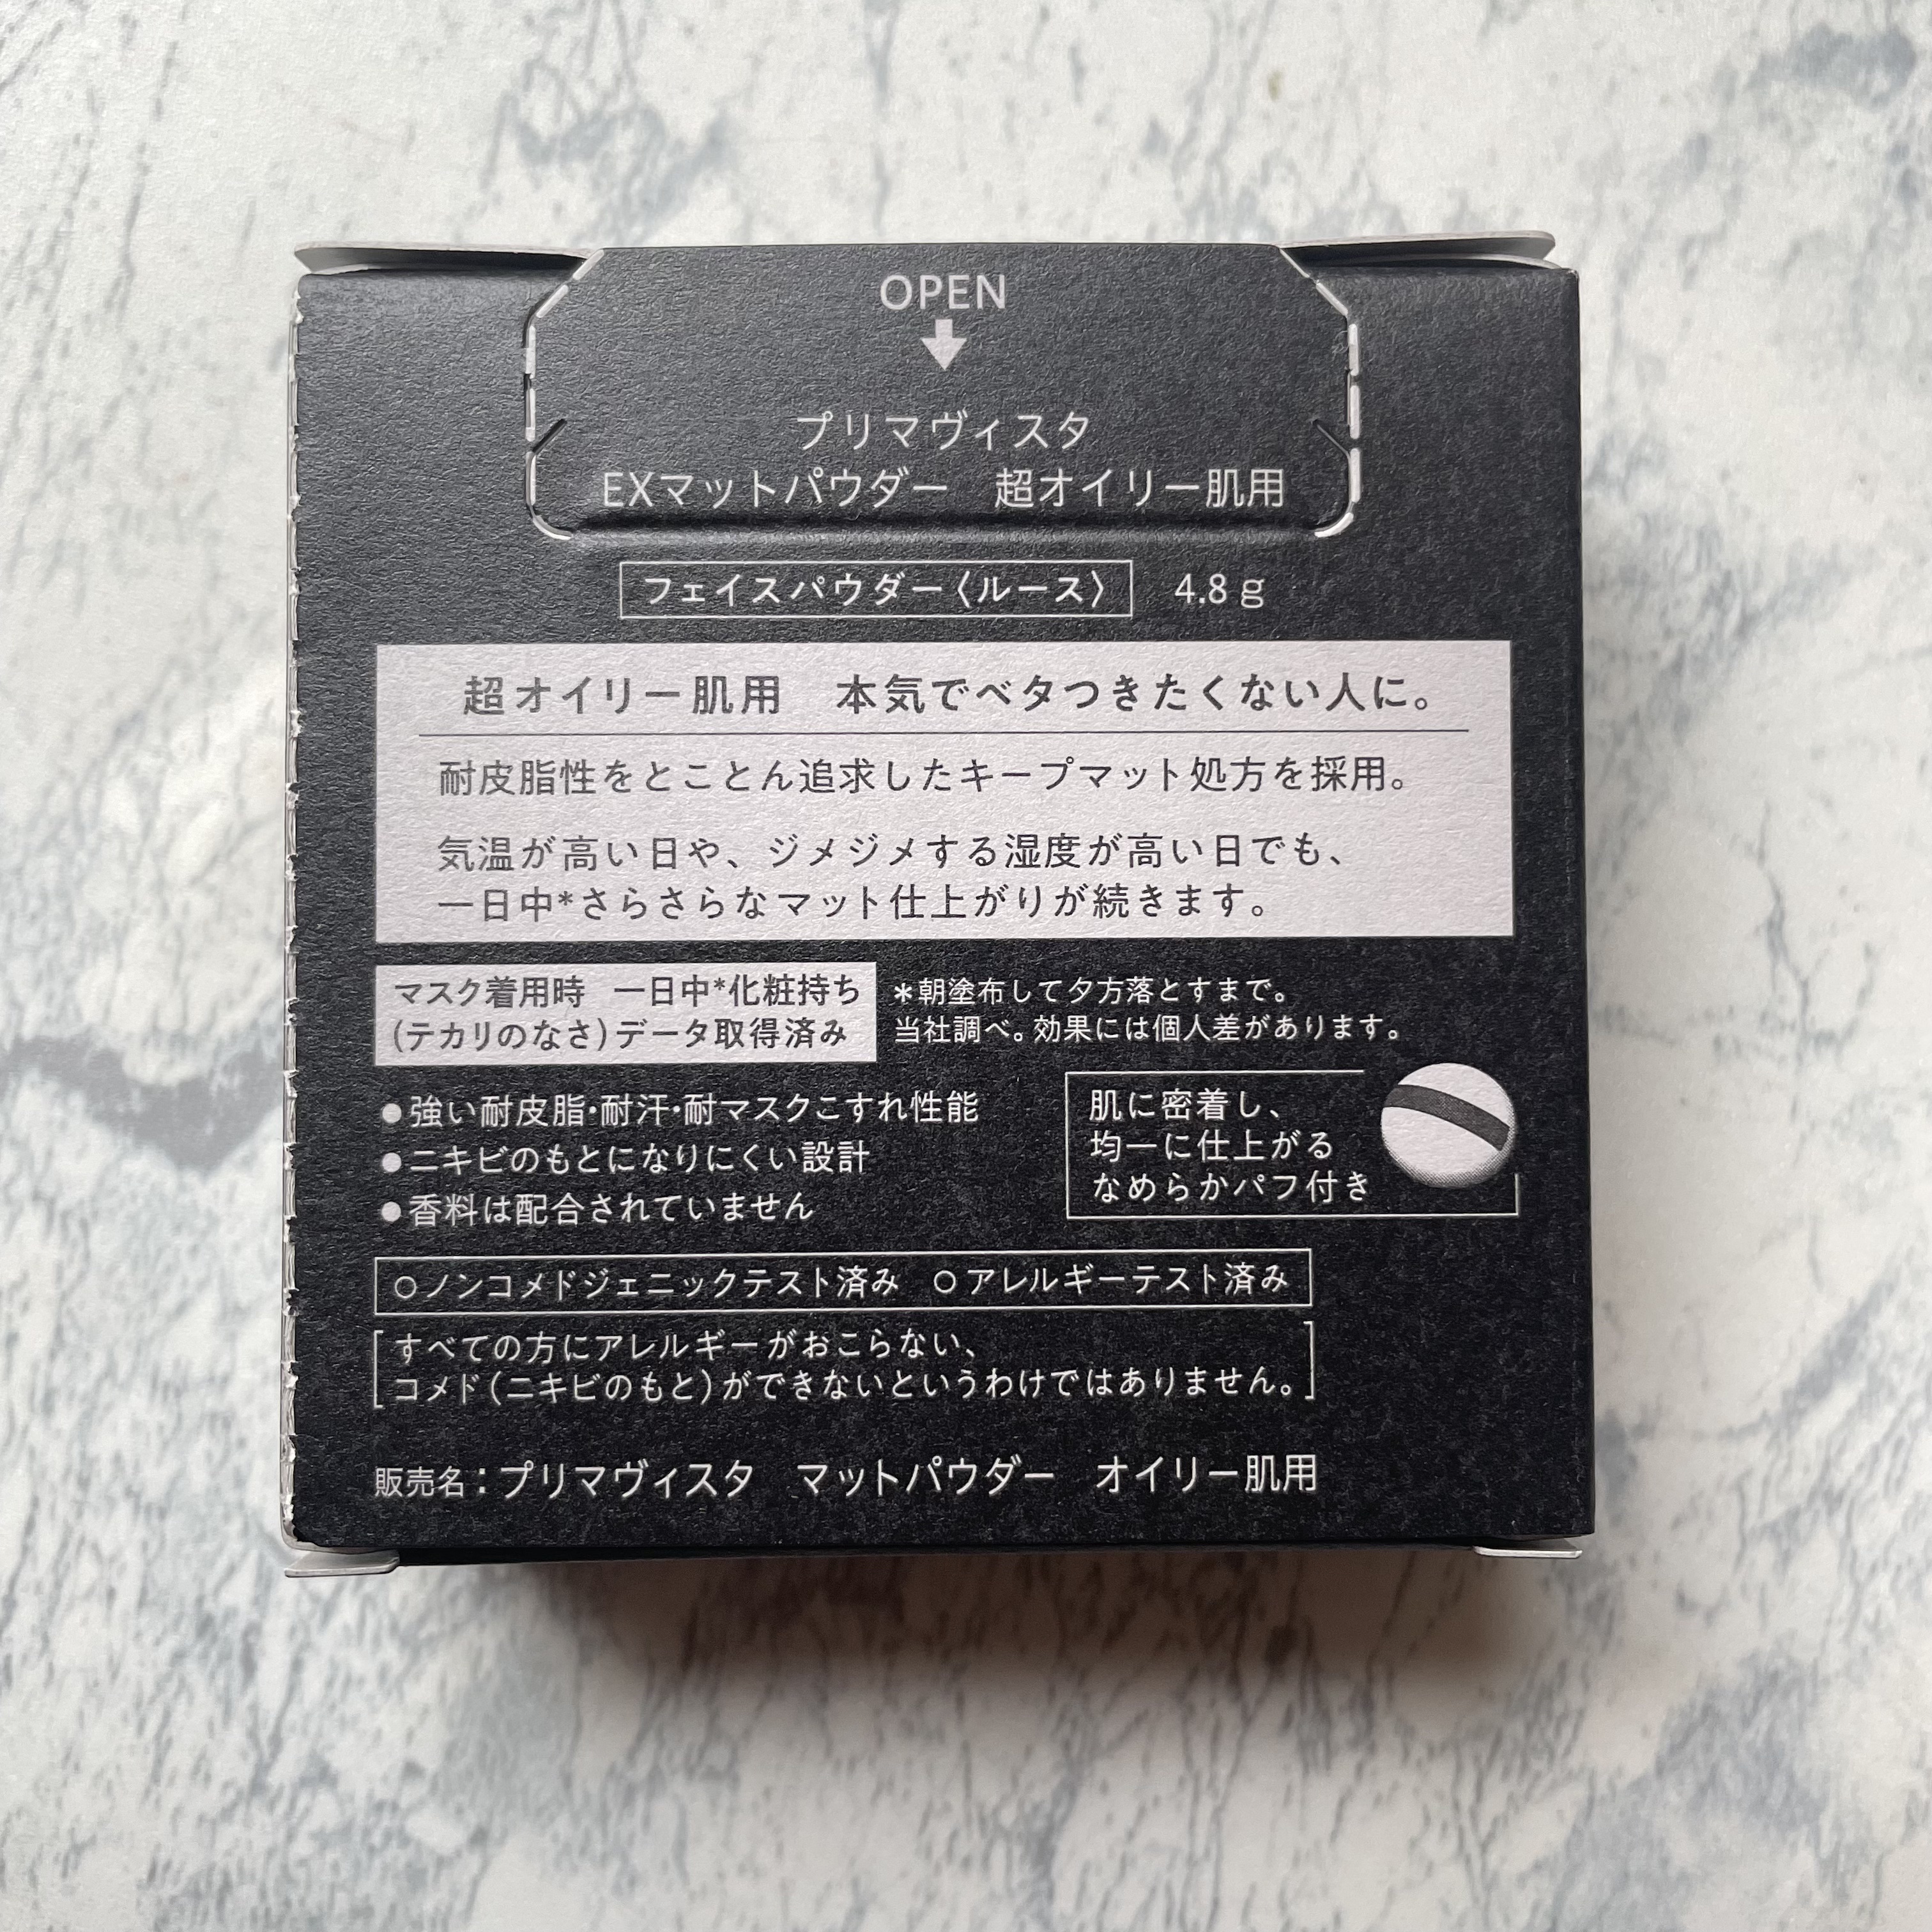 OPEN
プリマヴィスタ
EXマットパウダー　超オイリー肌用
フェイスパウダー〈ルース〉　4.8 g
超オイリー肌用　本気でベタつきたくない人に。
耐皮脂性をとことん追求したキープマット処方を採用。
気温が高い日や、ジメジメする湿度が高い日でも、
一日中*さらさらなマット仕上がりが続きます。
マスク着用時　一日中*化粧持ち
(テカリのなさ)データ取得済み
*朝塗布して夕方落とすまで。
当社調べ。効果には個人差があります。
●強い耐皮脂・耐汗・耐マスクこすれ性能
●ニキビのもとになりにくい設計
●香料は配合されていません
肌に密着し、
均一に仕上がる
なめらかパフ付き
○ノンコメドジェニックテスト済み　○アレルギーテスト済み
[すべての方にアレルギーがおこらない、
コメド(ニキビのもと)ができないというわけではありません。]
販売名：プリマヴィスタ　マットパウダー　オイリー肌用